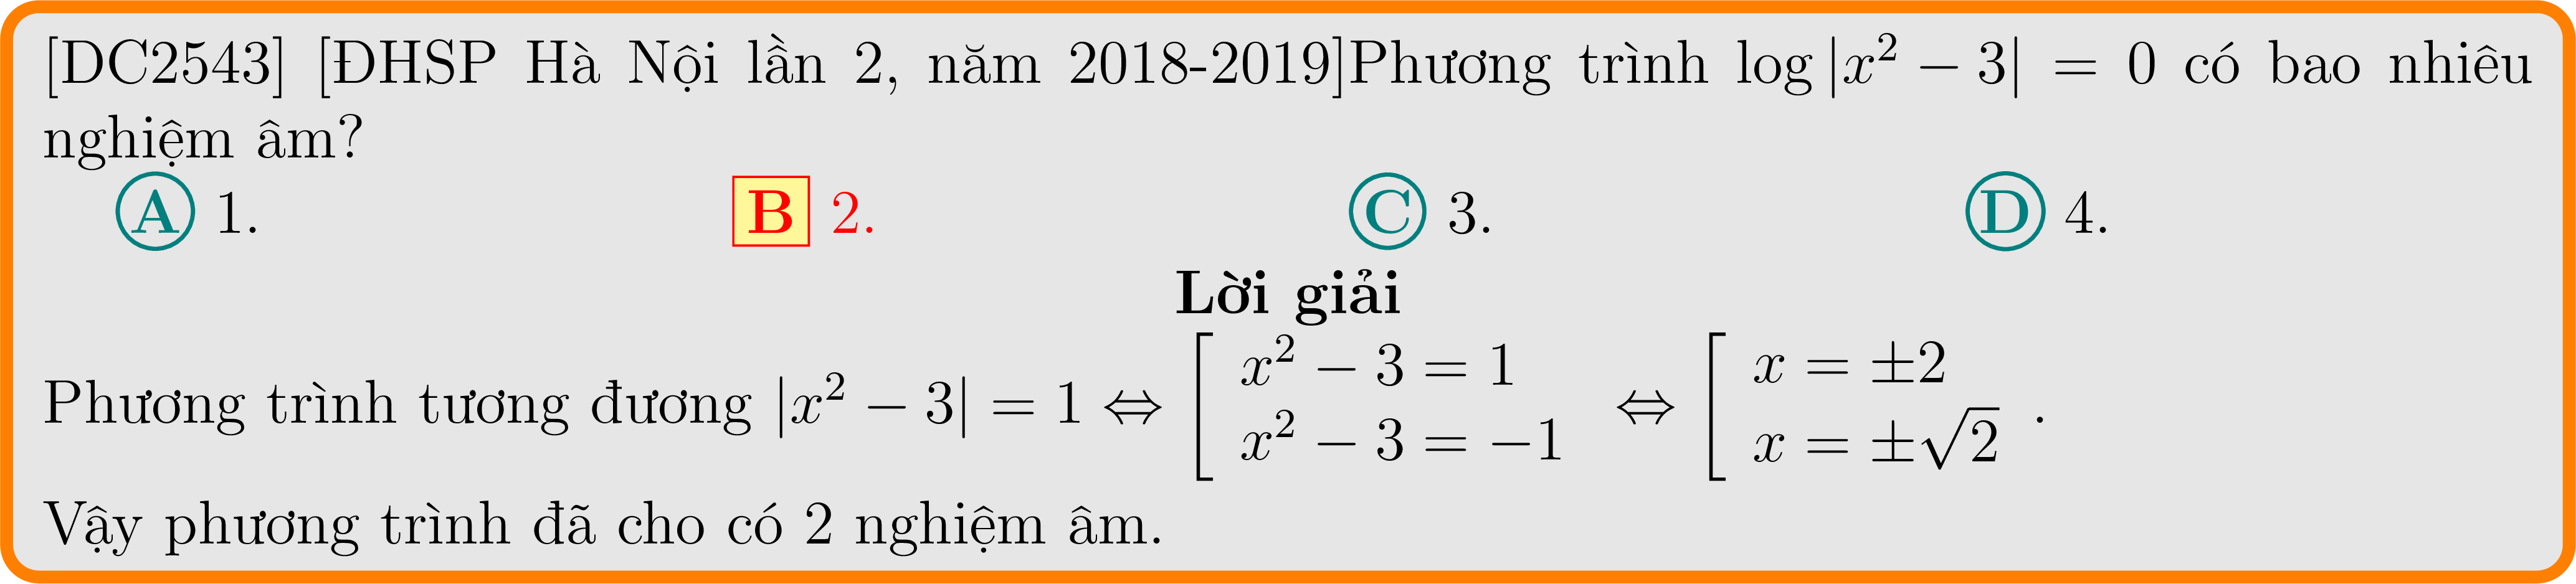 [DC2543] [ĐHSP Hà Nội lần 2, năm 2018-2019]Phương trình log |x² − 3| = 0 có bao nhiêu
nghiệm âm?
A 1. B 2. C 3. D 4.
Lời giải
Phương trình tương đương |x² − 3| = 1 ⇔ [ x² − 3 = 1 x² − 3 = −1 ⇔ [ x = ±2 x = ±√2 .
Vậy phương trình đã cho có 2 nghiệm âm.